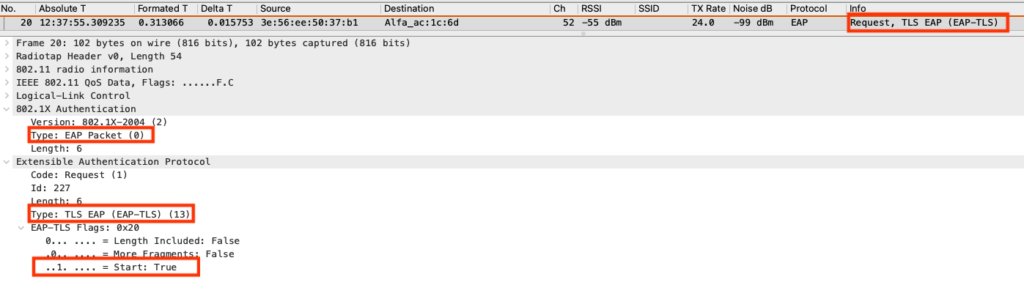 No. Absolute T Formatted T Delta T Source Destination Ch RSSI SSID TX Rate Noise dB Protocol Info
20 12:37:55.309235 0.313066 0.015753 3e:56:ee:50:37:b1 Alfa_ac:1c:6d 52 -55 dBm 24.0 -99 dBm EAP Request, TLS EAP (EAP-TLS)
Frame 20: 102 bytes on wire (816 bits), 102 bytes captured (816 bits)
Radiotap Header v0, Length 54
802.11 radio information
IEEE 802.11 QoS Data, Flags: ......F.C
Logical-Link Control
802.1X Authentication
Version: 802.1X-2004 (2)
Type: EAP Packet (0)
Length: 6
Extensible Authentication Protocol
Code: Request (1)
Id: 227
Length: 6
Type: TLS EAP (EAP-TLS) (13)
EAP-TLS Flags: 0x20
0... .... = Length Included: False
.0.. .... = More Fragments: False
..1. .... = Start: True